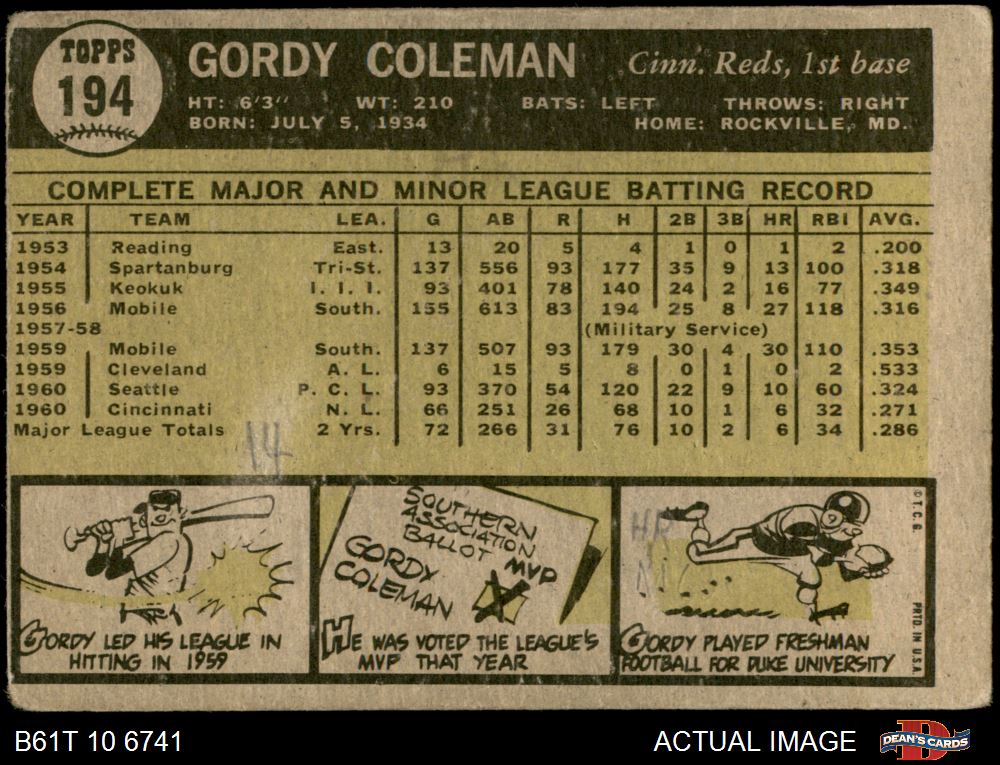 TOPPS
194
GORDY COLEMAN Cinn. Reds, 1st base
HT: 6'3" WT: 210 BATS: LEFT THROWS: RIGHT
BORN: JULY 5, 1934 HOME: ROCKVILLE, MD.
COMPLETE MAJOR AND MINOR LEAGUE BATTING RECORD
YEAR TEAM LEA. G AB R H 2B 3B HR RBI AVG.
1953 Reading East. 13 20 5 4 1 0 1 2 .200
1954 Spartanburg Tri-St. 137 556 93 177 35 9 13 100 .318
1955 Keokuk I. I. I. 93 401 78 140 24 2 16 77 .349
1956 Mobile South. 155 613 83 194 25 8 27 118 .316
1957-58 (Military Service)
1959 Mobile South. 137 507 93 179 30 4 30 110 .353
1959 Cleveland A. L. 6 15 5 8 0 1 0 2 .533
1960 Seattle P. C. L. 93 370 54 120 22 9 10 60 .324
1960 Cincinnati N. L. 66 251 26 68 10 1 6 32 .271
Major League Totals 2 Yrs. 72 266 31 76 10 2 6 34 .286
14
GORDY LED HIS LEAGUE IN
HITTING IN 1959
SOUTHERN
ASSOCIATION
BALLOT
MVP
GORDY
COLEMAN
HE WAS VOTED THE LEAGUE'S
MVP THAT YEAR
HR
GORDY PLAYED FRESHMAN
FOOTBALL FOR DUKE UNIVERSITY
© T.C.G.
PRTD. IN U.S.A.
B61T 10 6741
ACTUAL IMAGE
DEAN'S CARDS